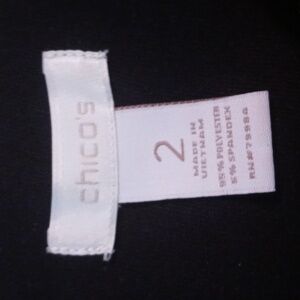 chico's
2
MADE IN
VIETNAM
95% POLYESTER
5% SPANDEX
RN#79984